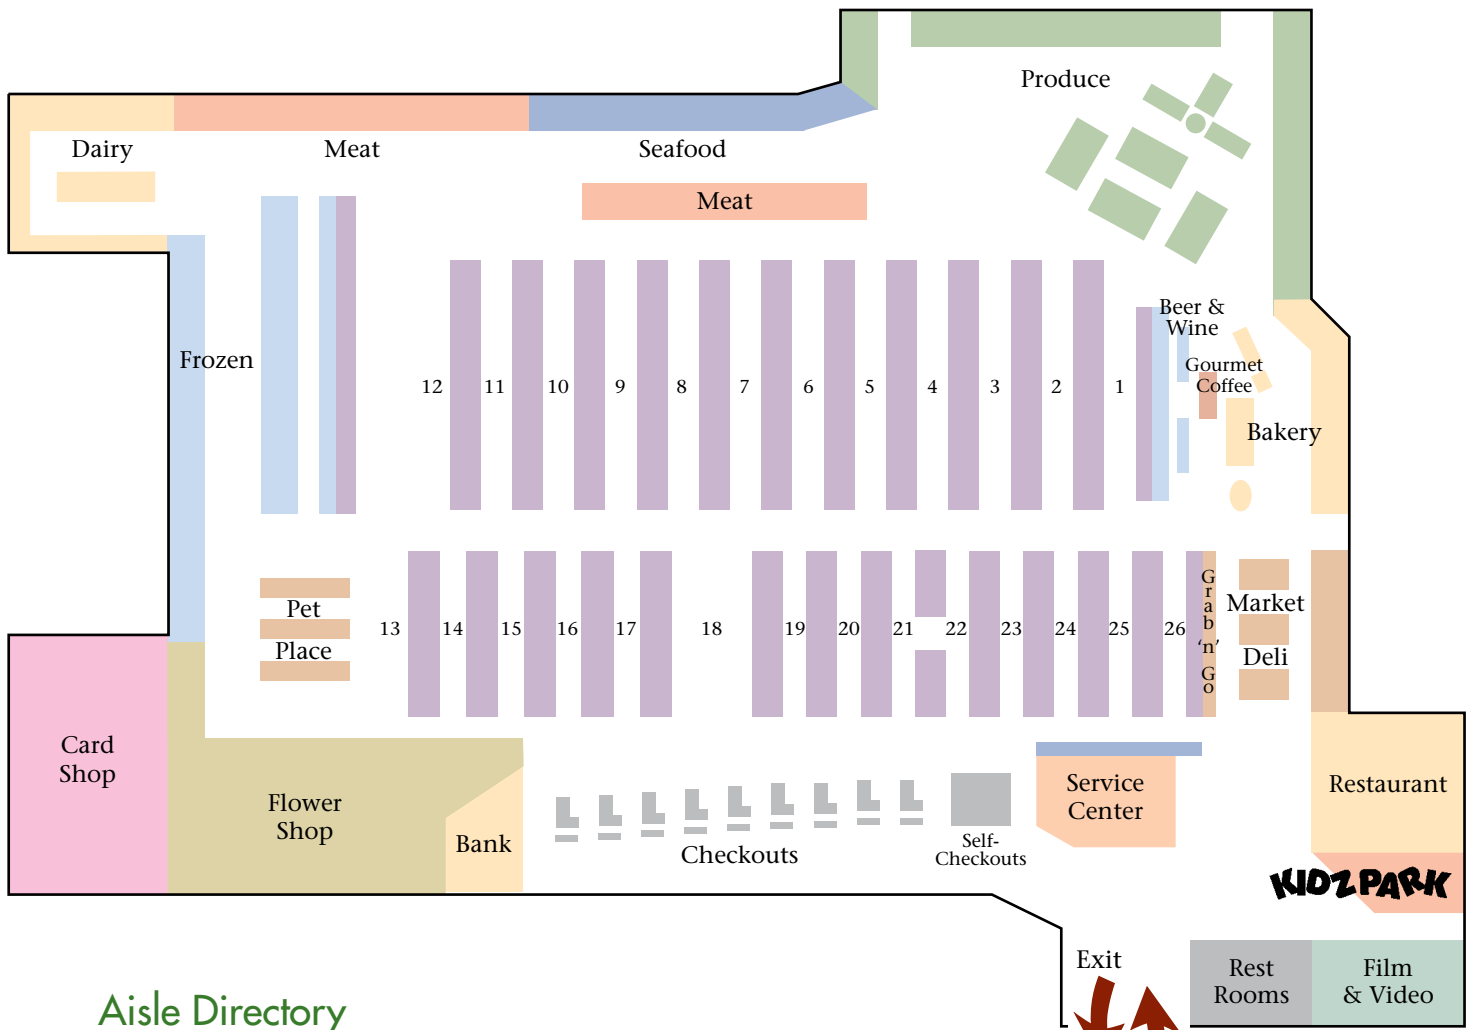 Produce
Dairy
Meat
Seafood
Meat
Beer &
Wine
Frozen
Gourmet
Coffee
12 11 10 9 8 7 6 5 4 3 2 1
Bakery
Grab 'n' Go
Market
Deli
Pet
Place
13 14 15 16 17 18 19 20 21 22 23 24 25 26
Card
Shop
Flower
Shop
Bank
Checkouts
Self-
Checkouts
Service
Center
Restaurant
KIDZPARK
Exit
Rest
Rooms
Film
& Video
Aisle Directory